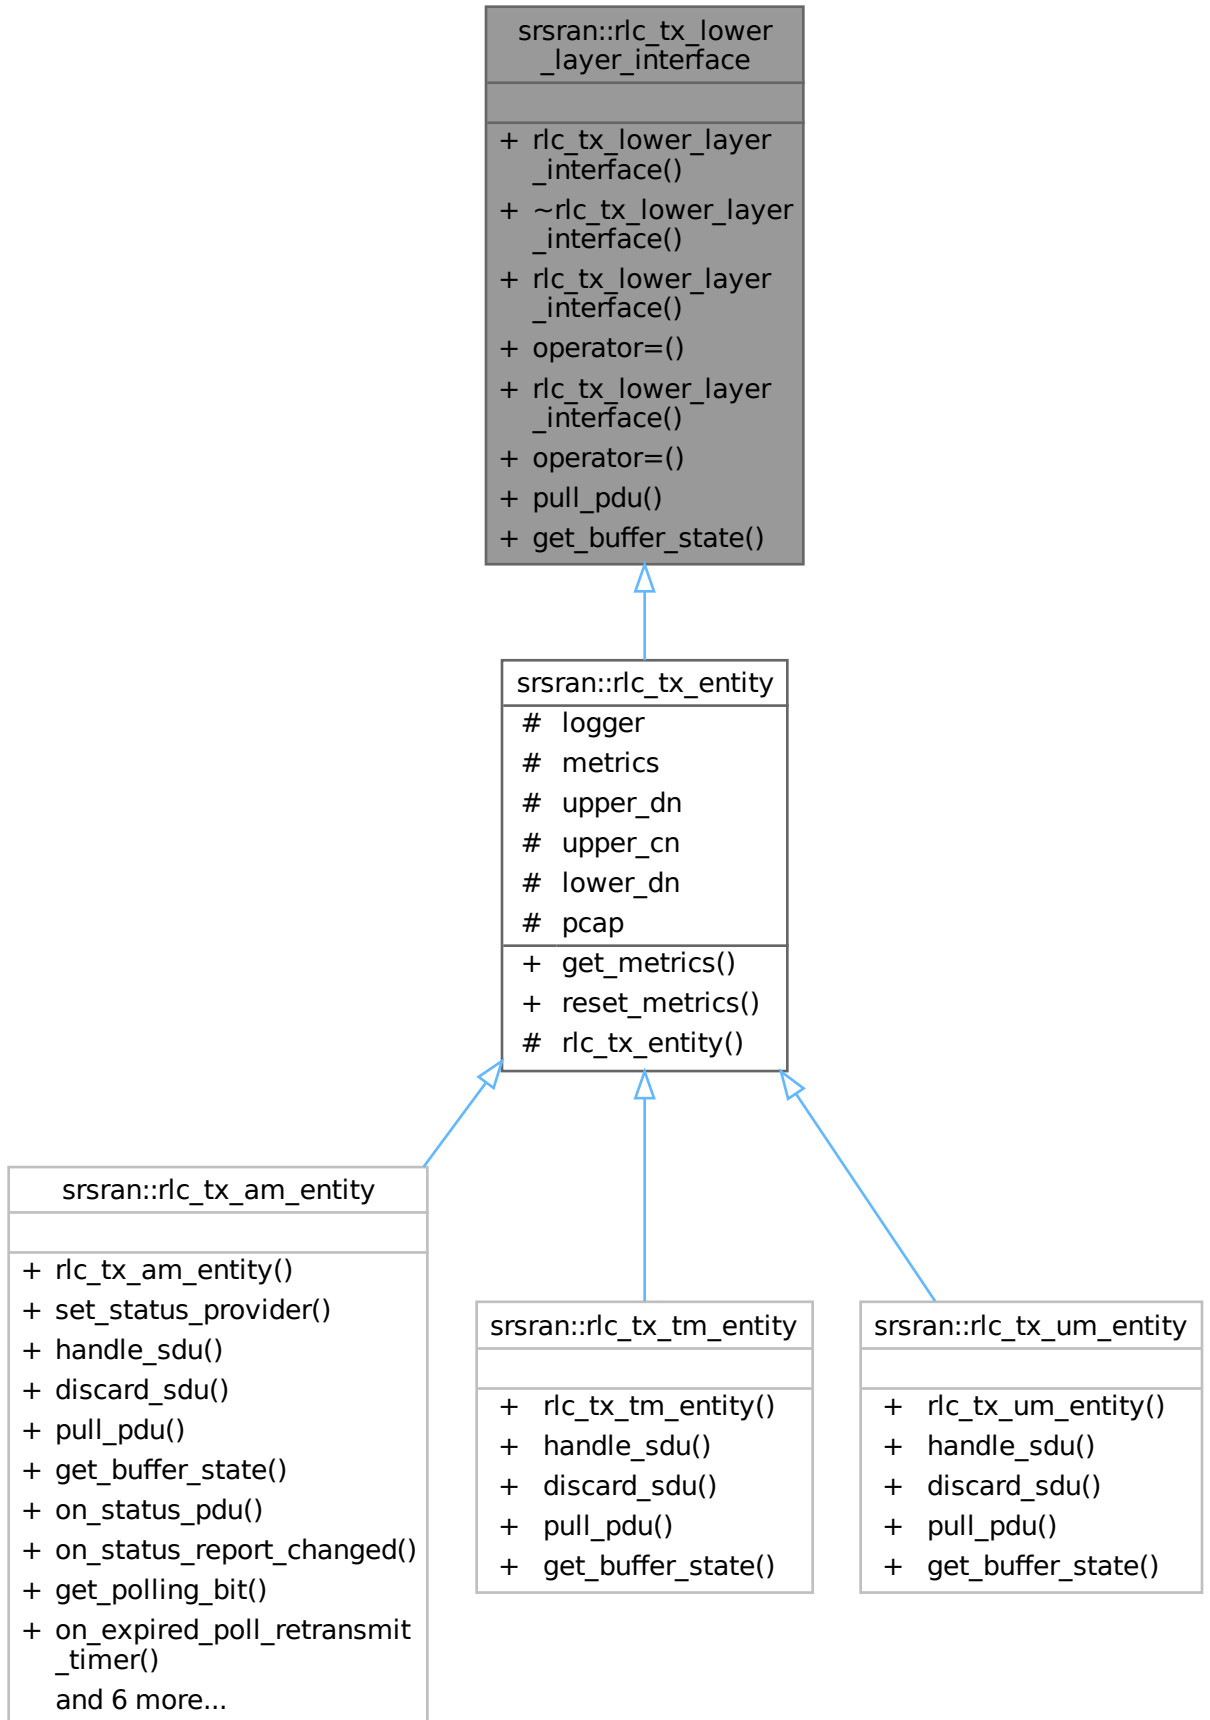 srsran::rlc_tx_lower
_layer_interface
+ rlc_tx_lower_layer
_interface()
+ ~rlc_tx_lower_layer
_interface()
+ rlc_tx_lower_layer
_interface()
+ operator=()
+ rlc_tx_lower_layer
_interface()
+ operator=()
+ pull_pdu()
+ get_buffer_state()
srsran::rlc_tx_entity
# logger
# metrics
# upper_dn
# upper_cn
# lower_dn
# pcap
+ get_metrics()
+ reset_metrics()
# rlc_tx_entity()
srsran::rlc_tx_am_entity
+ rlc_tx_am_entity()
+ set_status_provider()
+ handle_sdu()
+ discard_sdu()
+ pull_pdu()
+ get_buffer_state()
+ on_status_pdu()
+ on_status_report_changed()
+ get_polling_bit()
+ on_expired_poll_retransmit
_timer()
and 6 more...
srsran::rlc_tx_tm_entity
+ rlc_tx_tm_entity()
+ handle_sdu()
+ discard_sdu()
+ pull_pdu()
+ get_buffer_state()
srsran::rlc_tx_um_entity
+ rlc_tx_um_entity()
+ handle_sdu()
+ discard_sdu()
+ pull_pdu()
+ get_buffer_state()